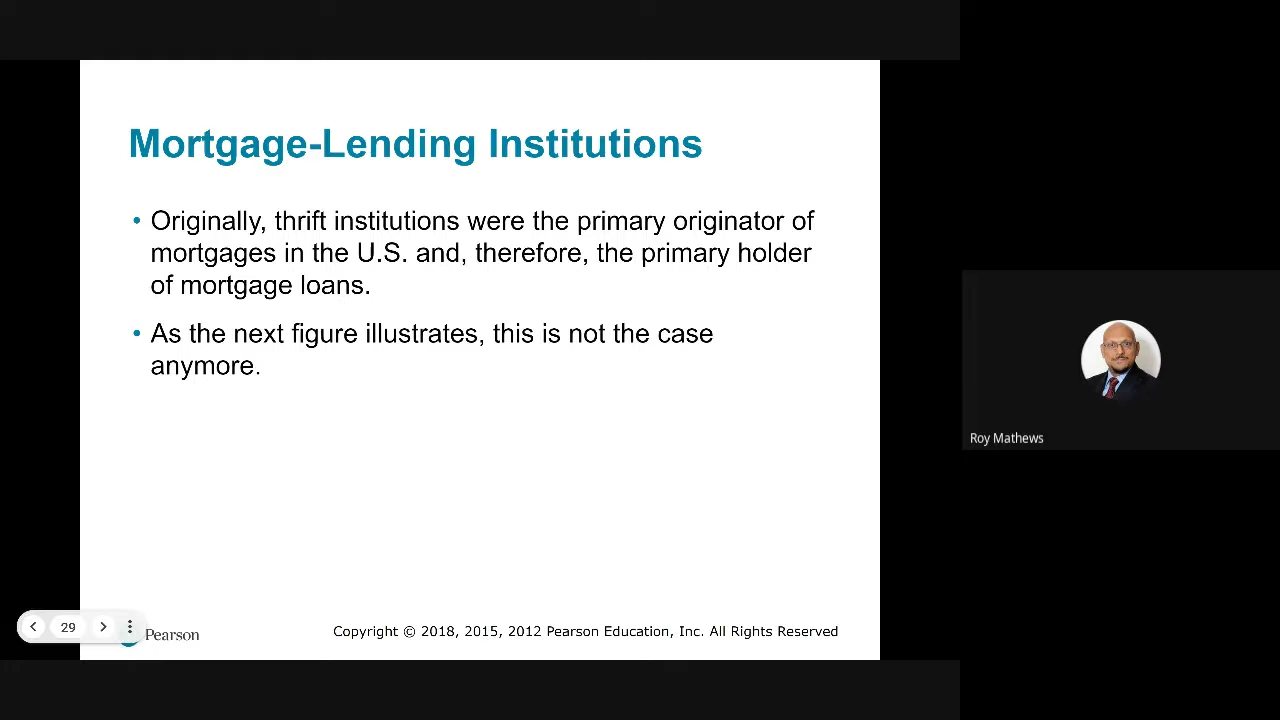 Mortgage-Lending Institutions
• Originally, thrift institutions were the primary originator of
mortgages in the U.S. and, therefore, the primary holder
of mortgage loans.
• As the next figure illustrates, this is not the case
anymore.
Roy Mathews
29
Pearson
Copyright © 2018, 2015, 2012 Pearson Education, Inc. All Rights Reserved